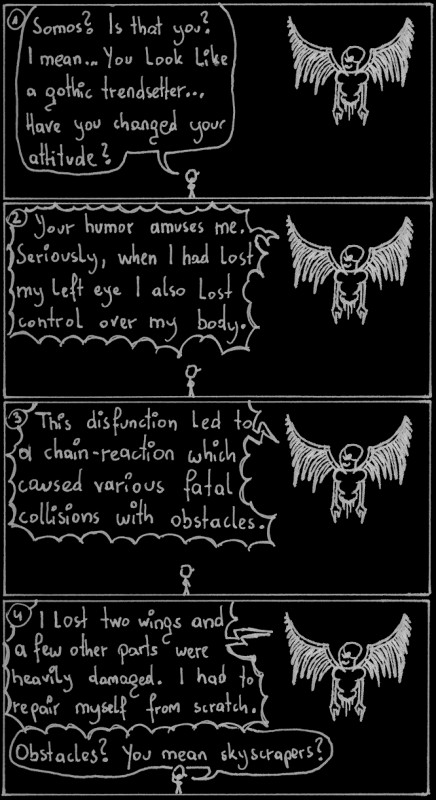 1
Somos? Is that you?
I mean... You Look Like
a gothic trendsetter...
Have you changed your
attitude?
2
Your humor amuses me.
Seriously, when I had Lost
my Left eye I also Lost
control over my body.
3
This disfunction Led to
a chain-reaction which
caused various fatal
collisions with obstacles.
4
I Lost two wings and
a few other parts were
heavily damaged. I had to
repair myself from scratch.
Obstacles? You mean skyscrapers?